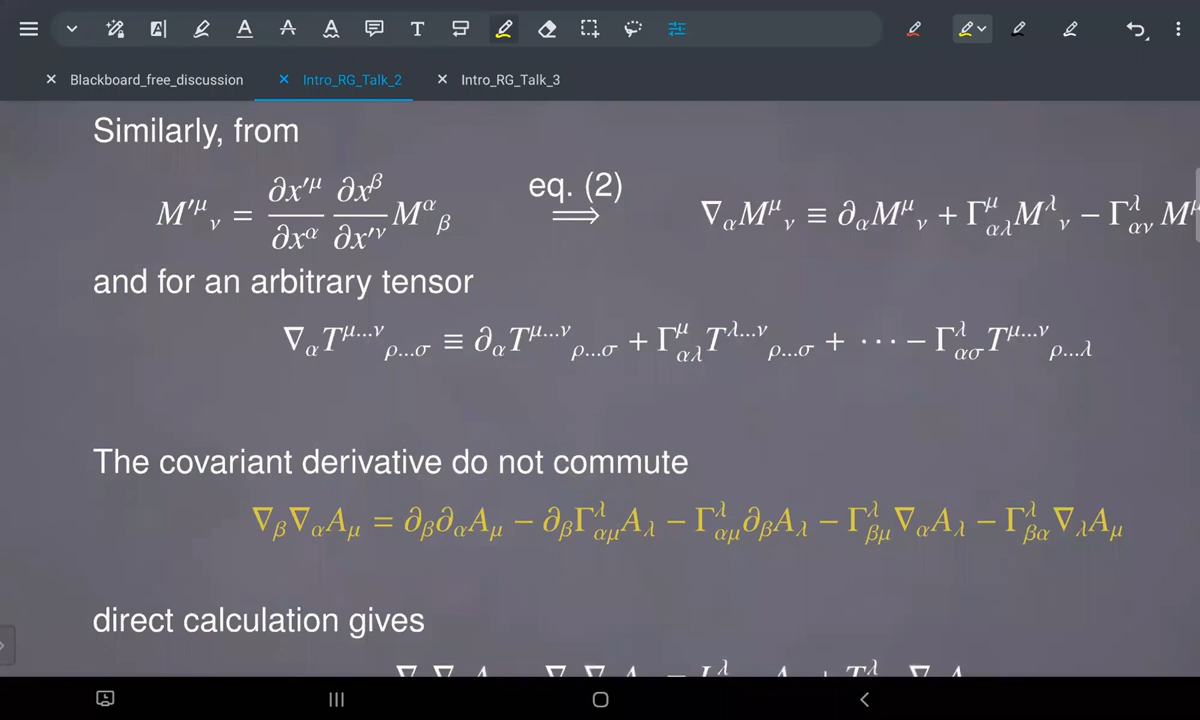 Blackboard_free_discussion Intro_RG_Talk_2 Intro_RG_Talk_3
Similarly, from
M′^μ_ν = ∂x′^μ/∂x^α ∂x^β/∂x′^ν M^α_β eq. (2) ⟹ ∇_α M^μ_ν ≡ ∂_α M^μ_ν + Γ^μ_{αλ} M^λ_ν − Γ^λ_{αν} M^μ
and for an arbitrary tensor
∇_α T^{μ...ν}_{ρ...σ} ≡ ∂_α T^{μ...ν}_{ρ...σ} + Γ^μ_{αλ} T^{λ...ν}_{ρ...σ} + ··· − Γ^λ_{ασ} T^{μ...ν}_{ρ...λ}
The covariant derivative do not commute
∇_β ∇_α A_μ = ∂_β ∂_α A_μ − ∂_β Γ^λ_{αμ} A_λ − Γ^λ_{αμ} ∂_β A_λ − Γ^λ_{βμ} ∇_α A_λ − Γ^λ_{βα} ∇_λ A_μ
direct calculation gives